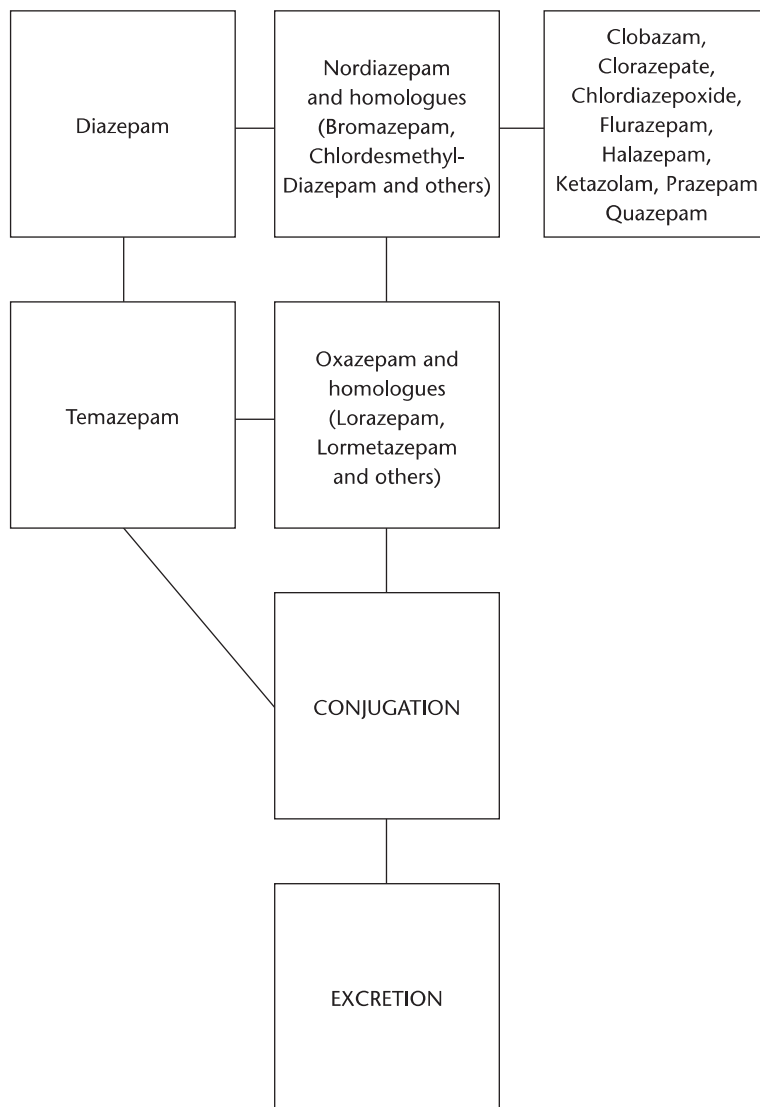 Diazepam
Nordiazepam
and homologues
(Bromazepam,
Chlordesmethyl-
Diazepam and others)
Clobazam,
Clorazepate,
Chlordiazepoxide,
Flurazepam,
Halazepam,
Ketazolam, Prazepam
Quazepam
Temazepam
Oxazepam and
homologues
(Lorazepam,
Lormetazepam
and others)
CONJUGATION
EXCRETION